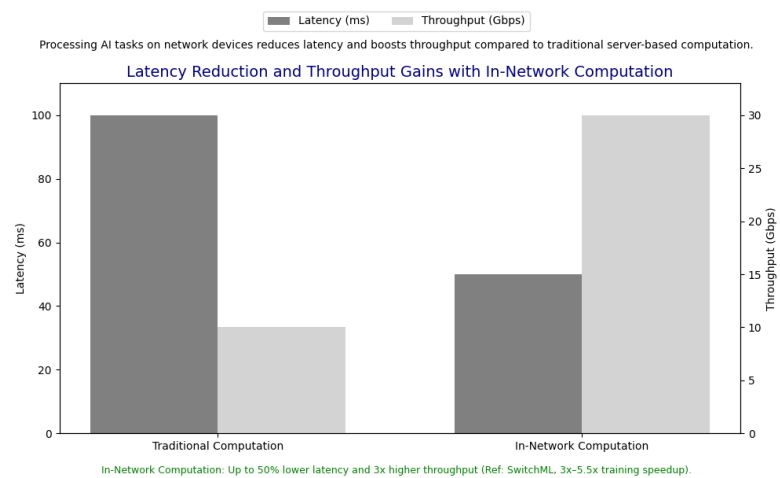 Latency (ms) Throughput (Gbps)
Processing AI tasks on network devices reduces latency and boosts throughput compared to traditional server-based computation.
Latency Reduction and Throughput Gains with In-Network Computation
Latency (ms)
100
80
60
40
20
0
Throughput (Gbps)
30
25
20
15
10
5
0
Traditional Computation In-Network Computation
In-Network Computation: Up to 50% lower latency and 3x higher throughput (Ref: SwitchML, 3x–5.5x training speedup).